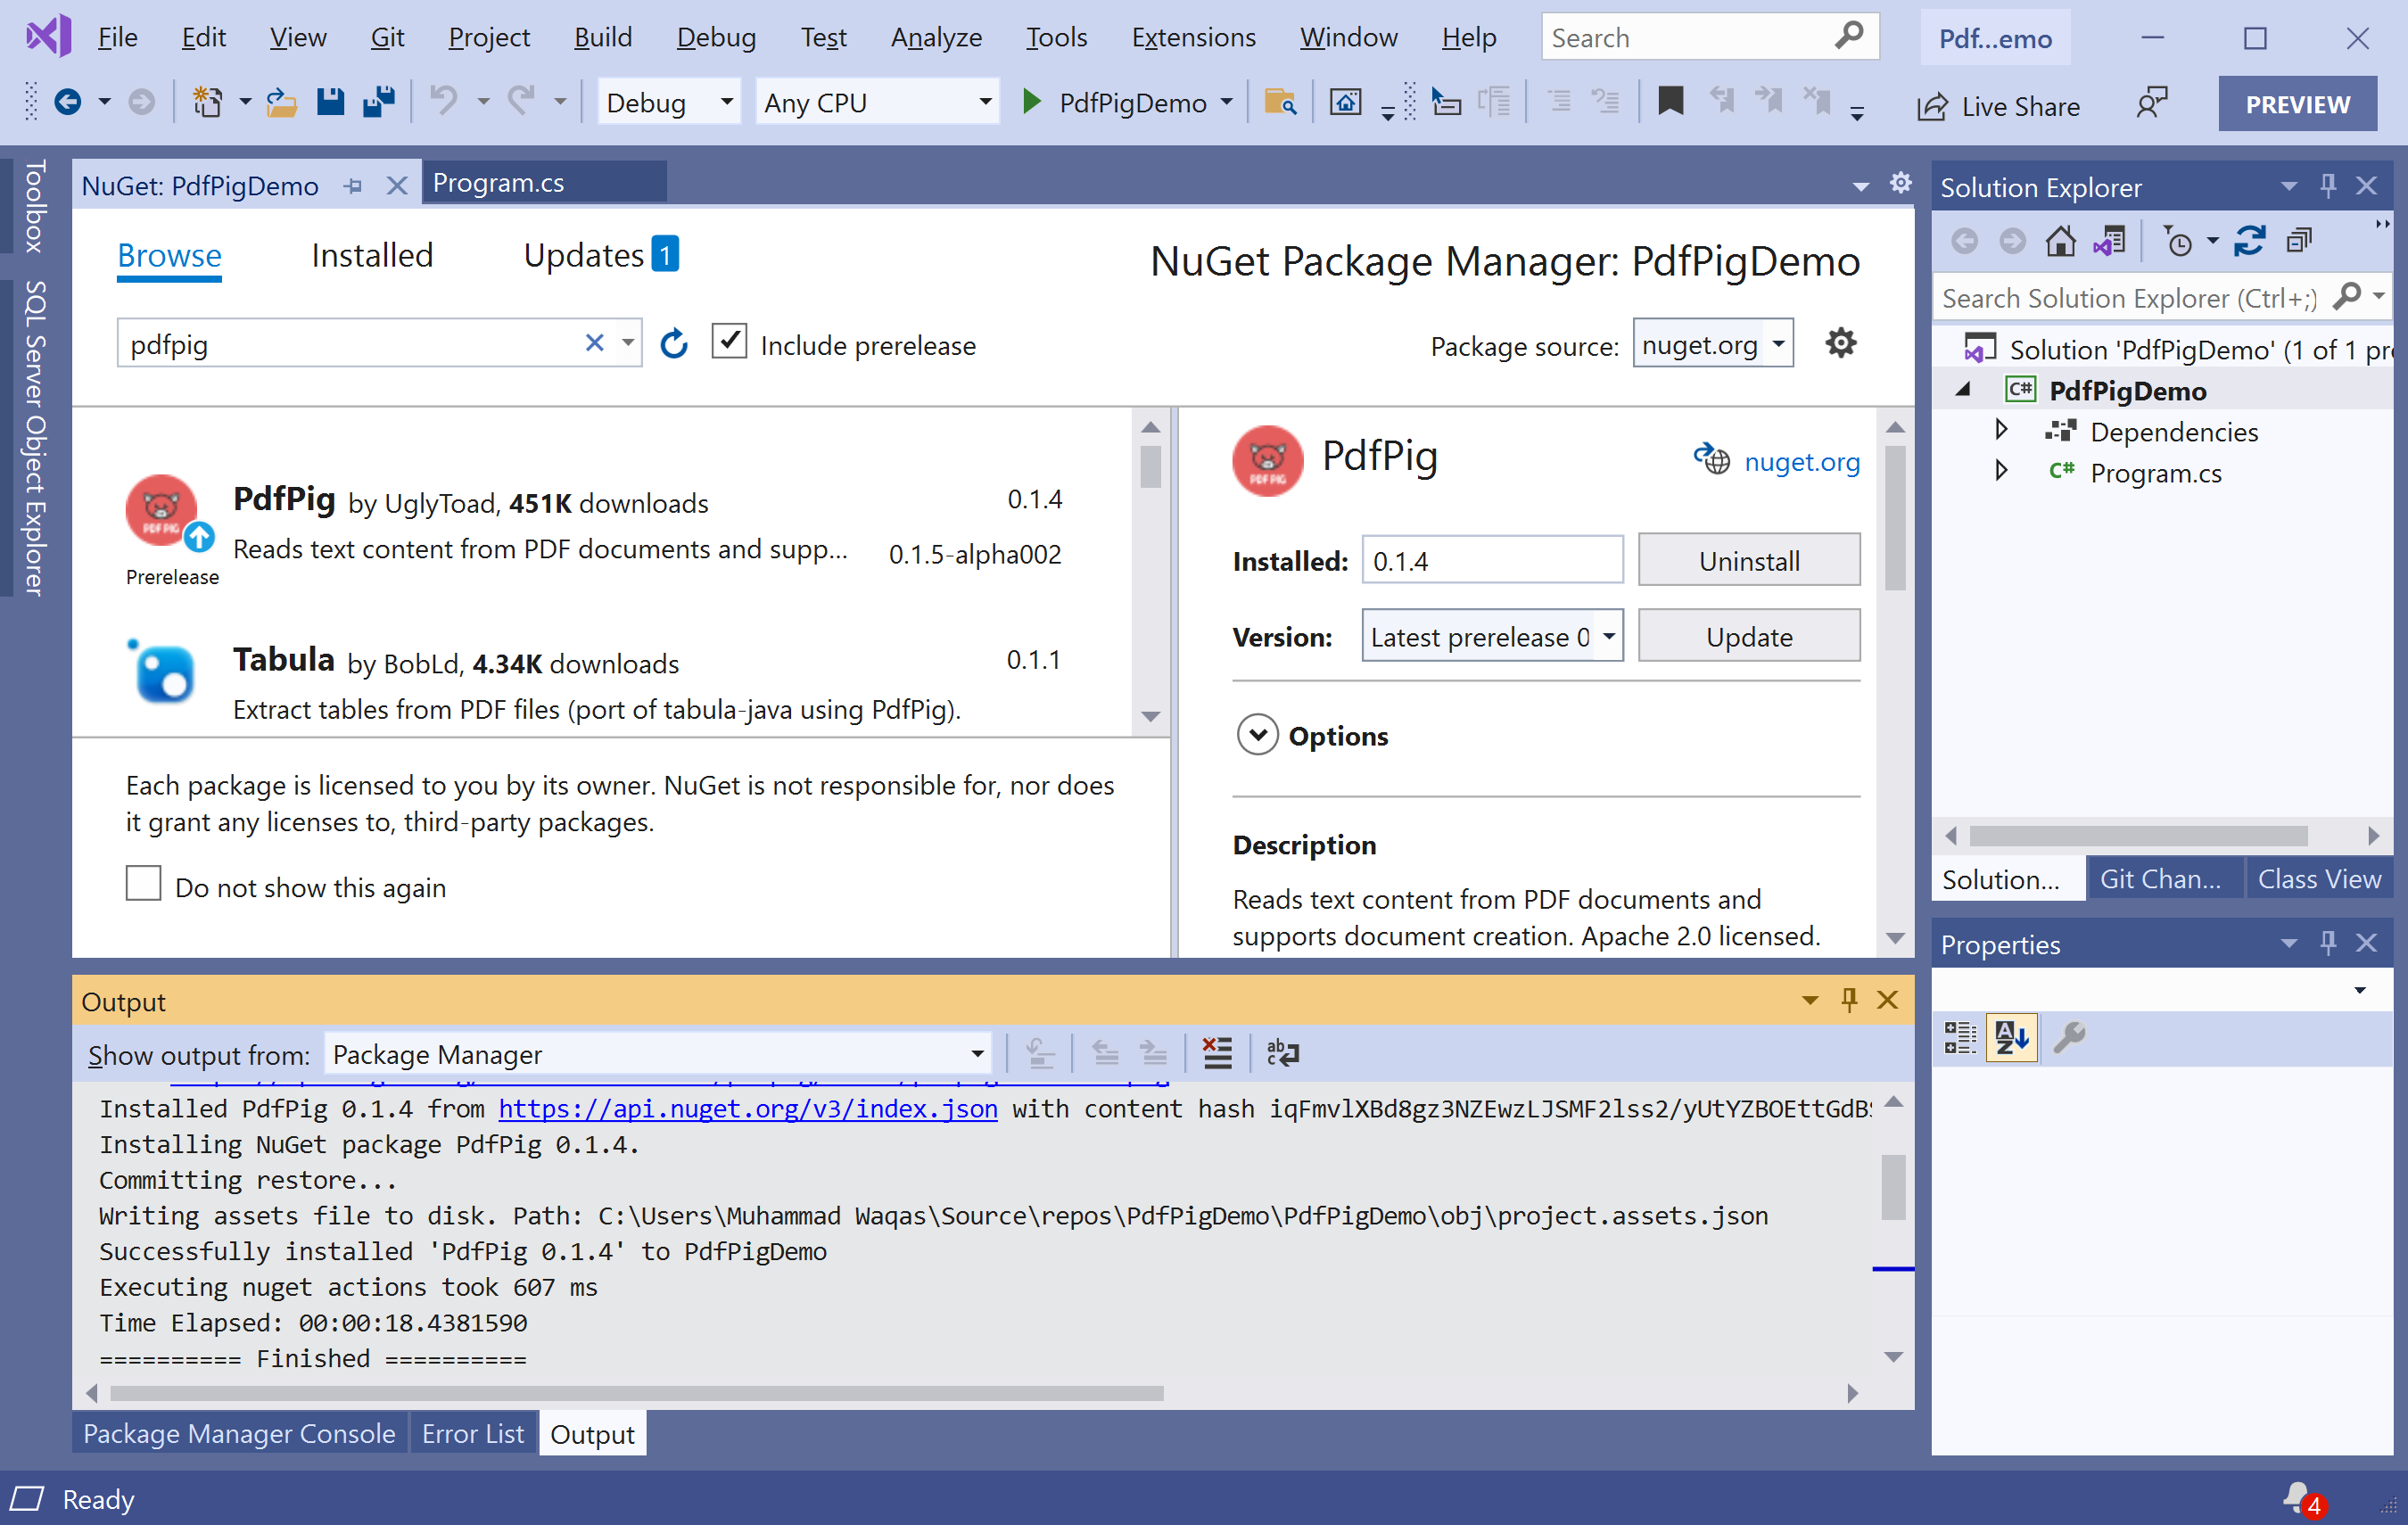 File Edit View Git Project Build Debug Test Analyze Tools Extensions Window Help Search Pdf...emo
Debug Any CPU PdfPigDemo Live Share PREVIEW
Toolbox
SQL Server Object Explorer
NuGet: PdfPigDemo Program.cs
Browse Installed Updates 1
NuGet Package Manager: PdfPigDemo
pdfpig Include prerelease Package source: nuget.org
PdfPig by UglyToad, 451K downloads 0.1.4
Reads text content from PDF documents and supp... 0.1.5-alpha002
Prerelease
Tabula by BobLd, 4.34K downloads 0.1.1
Extract tables from PDF files (port of tabula-java using PdfPig).
Each package is licensed to you by its owner. NuGet is not responsible for, nor does
it grant any licenses to, third-party packages.
Do not show this again
PDF PIG
PdfPig nuget.org
Installed: 0.1.4 Uninstall
Version: Latest prerelease 0 Update
Options
Description
Reads text content from PDF documents and
supports document creation. Apache 2.0 licensed.
Output
Show output from: Package Manager
Installed PdfPig 0.1.4 from https://api.nuget.org/v3/index.json with content hash iqFmvlXBd8gz3NZEwzLJSMF2lss2/yUtYZBOEttGdBS
Installing NuGet package PdfPig 0.1.4.
Committing restore...
Writing assets file to disk. Path: C:\Users\Muhammad Waqas\Source\repos\PdfPigDemo\PdfPigDemo\obj\project.assets.json
Successfully installed 'PdfPig 0.1.4' to PdfPigDemo
Executing nuget actions took 607 ms
Time Elapsed: 00:00:18.4381590
========== Finished ==========
Package Manager Console Error List Output
Solution Explorer
Search Solution Explorer (Ctrl+;)
Solution 'PdfPigDemo' (1 of 1 pr
C# PdfPigDemo
Dependencies
C# Program.cs
Solution... Git Chan... Class View
Properties
Ready 4